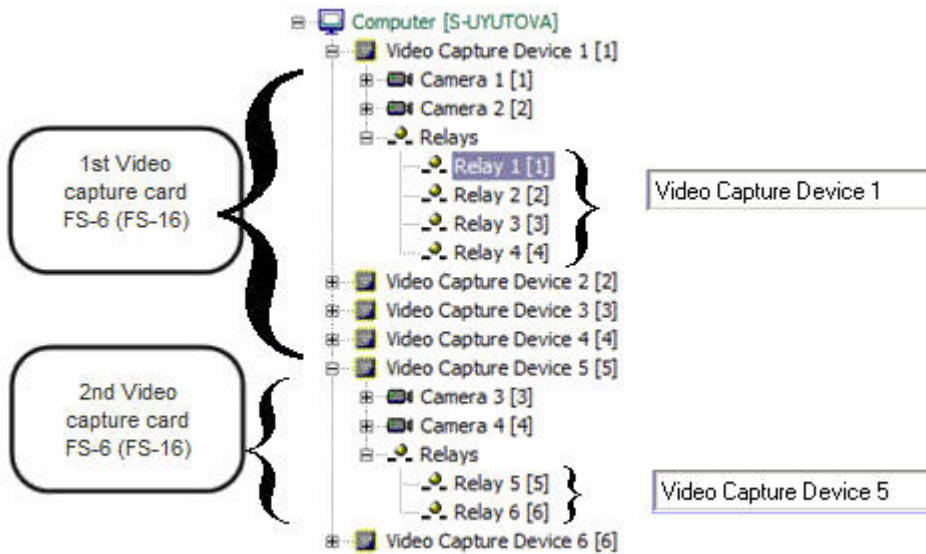 Computer [S-UYUTOVA]
Video Capture Device 1 [1]
Camera 1 [1]
Camera 2 [2]
Relays
Relay 1 [1]
Relay 2 [2]
Relay 3 [3]
Relay 4 [4]
Video Capture Device 2 [2]
Video Capture Device 3 [3]
Video Capture Device 4 [4]
Video Capture Device 5 [5]
Camera 3 [3]
Camera 4 [4]
Relays
Relay 5 [5]
Relay 6 [6]
Video Capture Device 6 [6]
1st Video
capture card
FS-6 (FS-16)
2nd Video
capture card
FS-6 (FS-16)
Video Capture Device 1
Video Capture Device 5